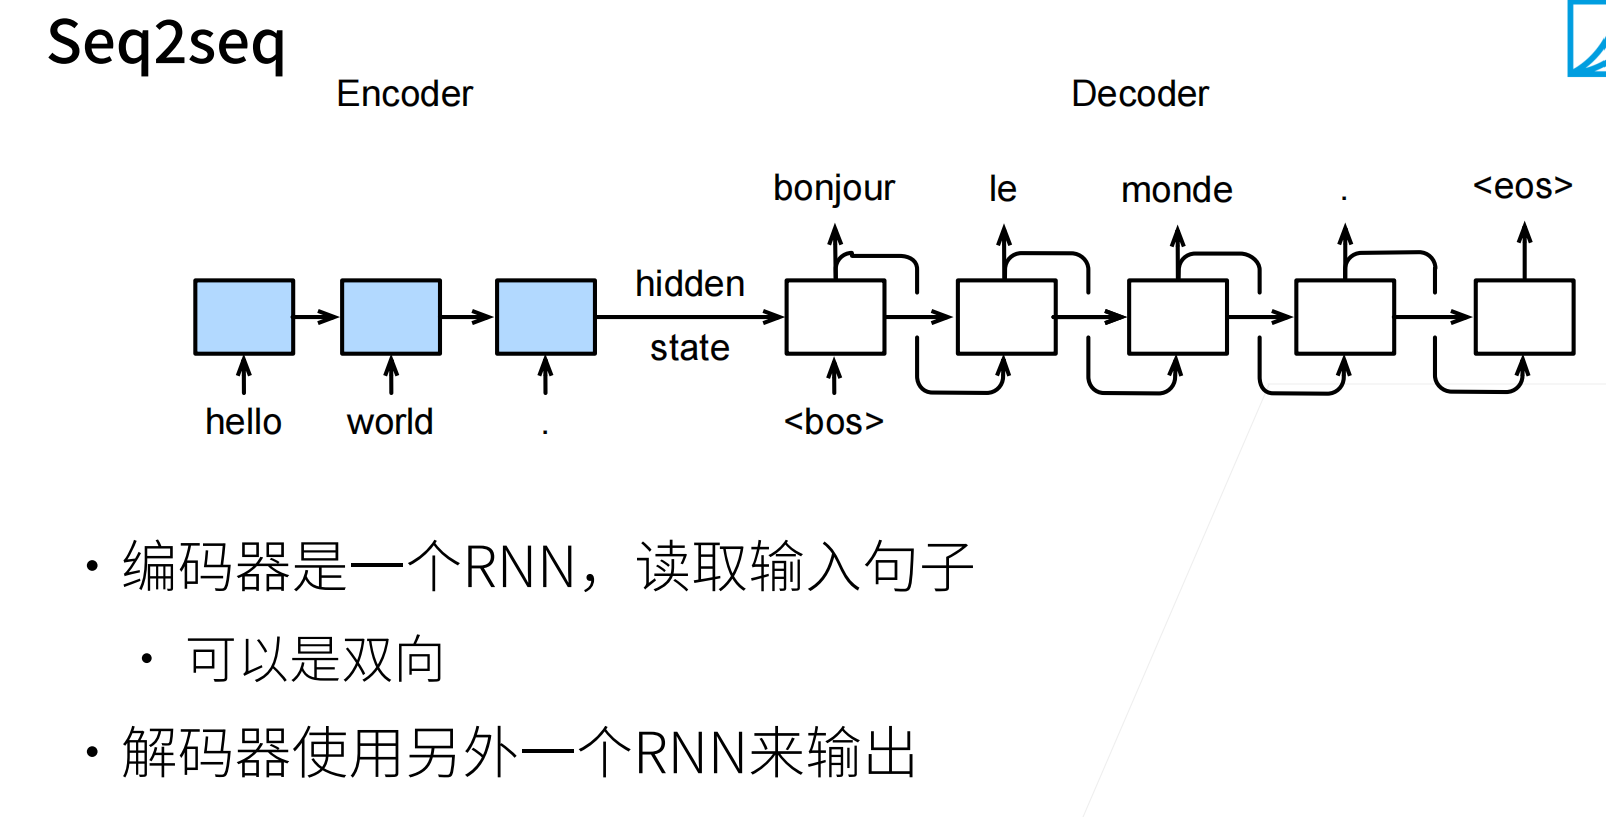 Seq2seq
Encoder Decoder
bonjour le monde . <eos>
hidden
state
hello world . <bos>
• 编码器是一个RNN，读取输入句子
• 可以是双向
• 解码器使用另外一个RNN来输出